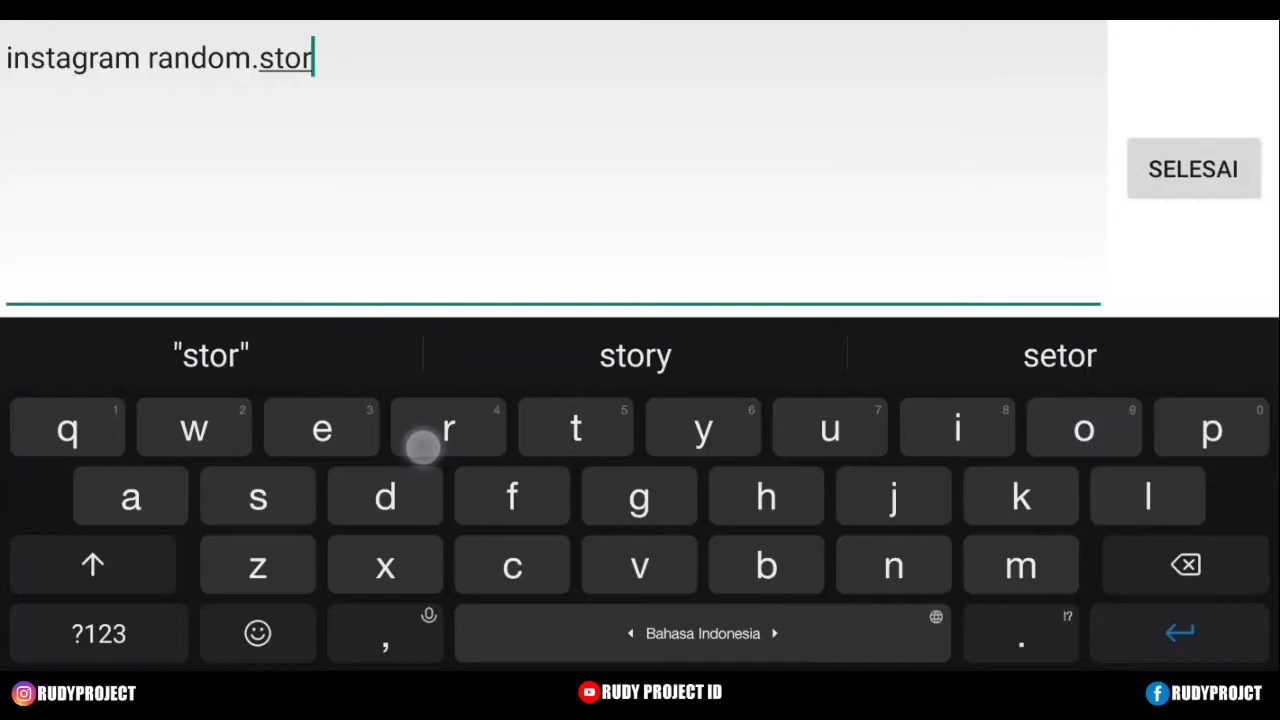 instagram random.stor
SELESAI
"stor" story setor
q 1 w 2 e 3 r 4 t 5 y 6 u 7 i 8 o 9 p 0
a s d f g h j k l
z x c v b n m
?123 , Bahasa Indonesia . !?
RUDYPROJECT RUDY PROJECT ID RUDYPROJCT